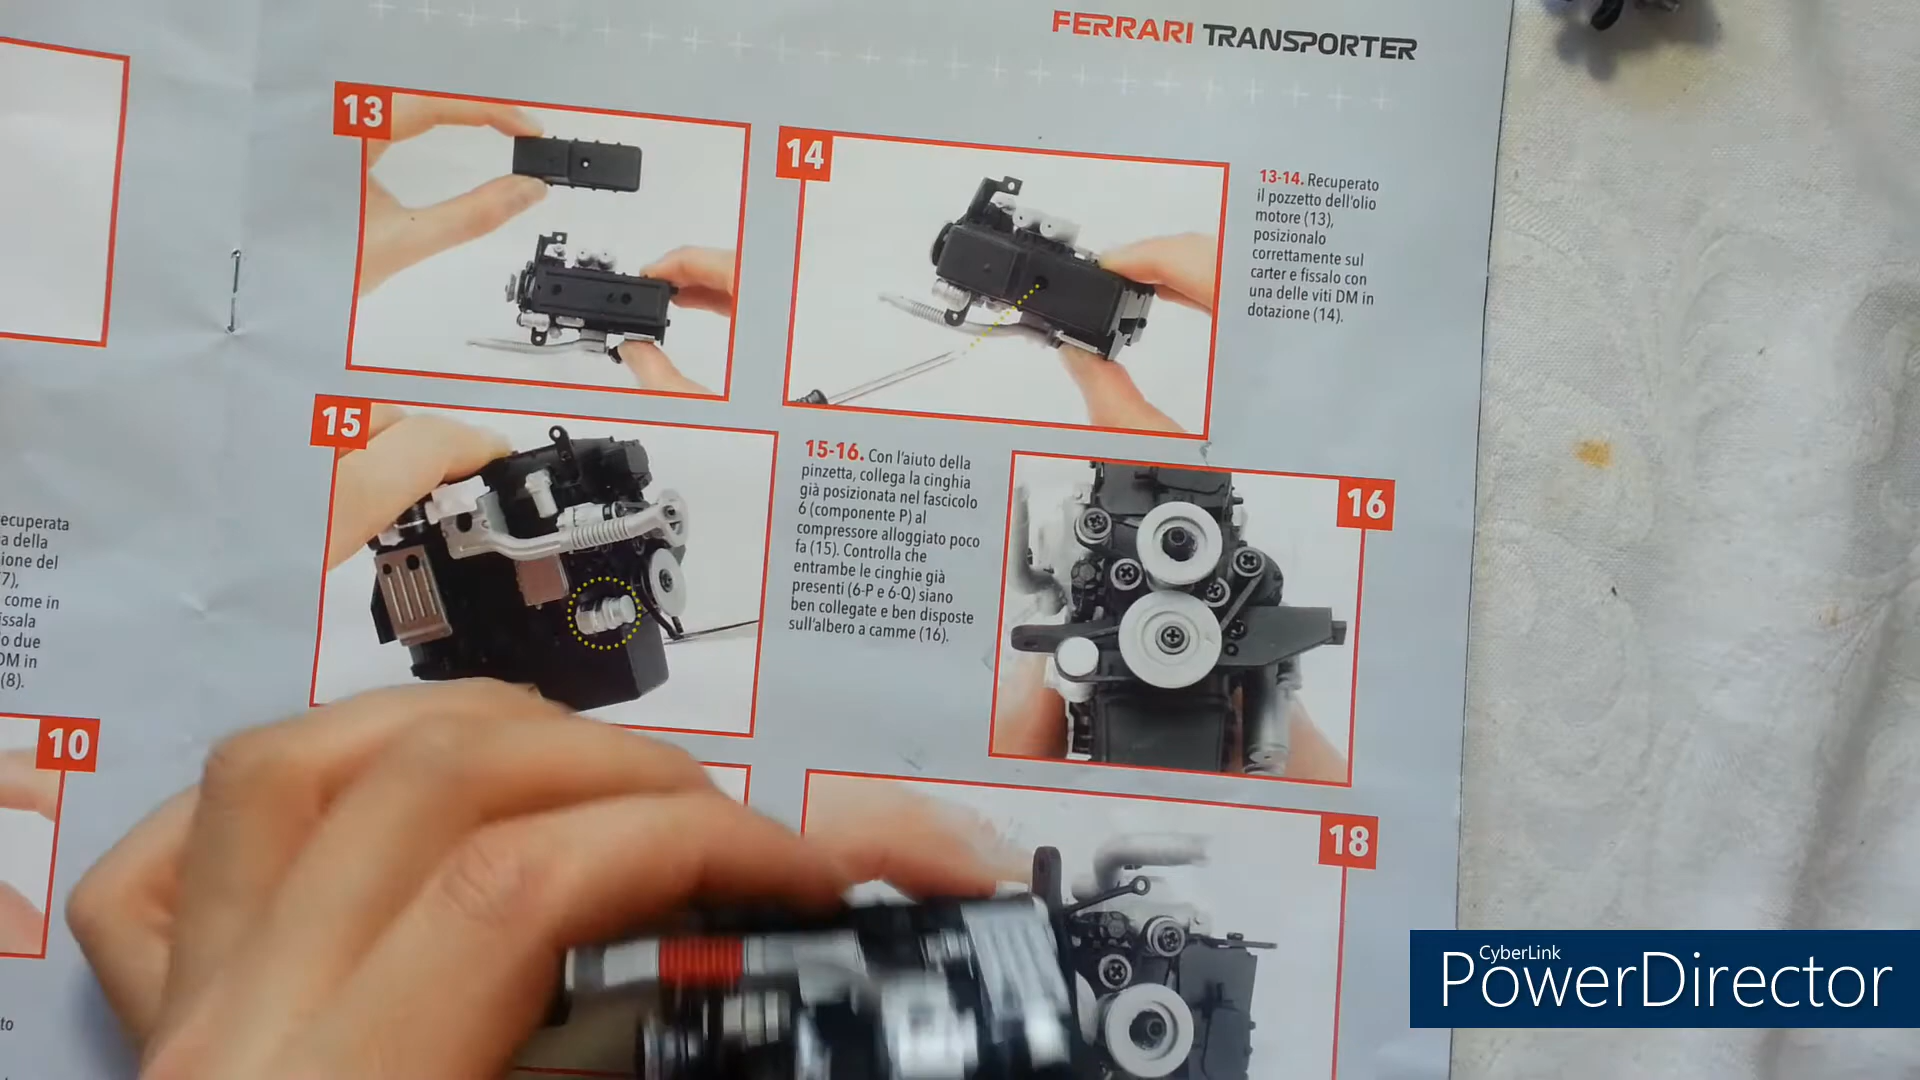 FERRARI TRANSPORTER
13
14
13-14. Recuperato
il pozzetto dell'olio
motore (13),
posizionalo
correttamente sul
carter e fissalo con
una delle viti DM in
dotazione (14).
15
15-16. Con l'aiuto della
pinzetta, collega la cinghia
già posizionata nel fascicolo
6 (componente P) al
compressore alloggiato poco
fa (15). Controlla che
entrambe le cinghie già
presenti (6-P e 6-Q) siano
ben collegate e ben disposte
sull'albero a camme (16).
16
ecuperata
a della
ione del
7),
come in
issala
o due
DM in
(8).
10
18
to
CyberLink
PowerDirector